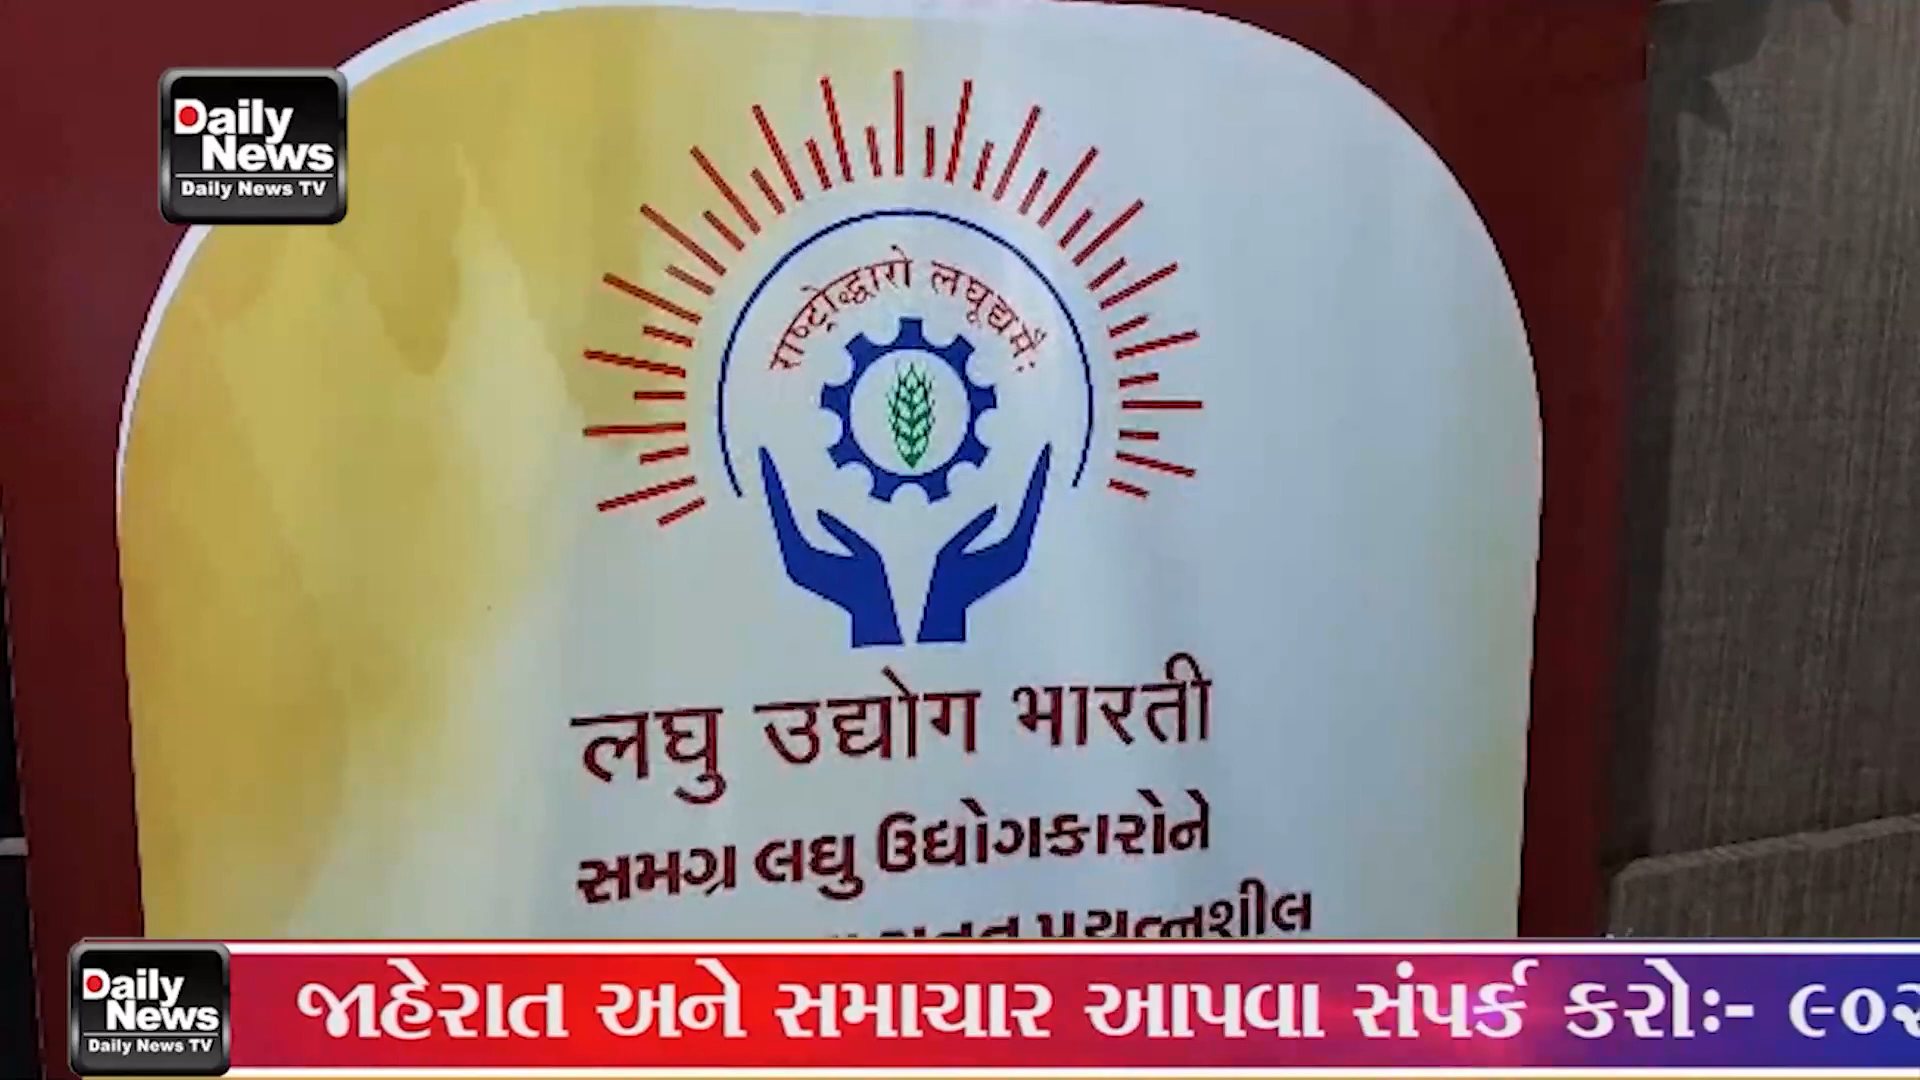 Daily
News
Daily News TV
राष्ट्रोद्धारो लघूद्यमैः
लघु उद्योग भारती
સમગ્ર લઘુ ઉદ્યોગકારોને
પ્રયત્નશીલ
Daily
News
Daily News TV
જાહેરાત અને સમાચાર આપવા સંપર્ક કરોઃ- ૯૦૨